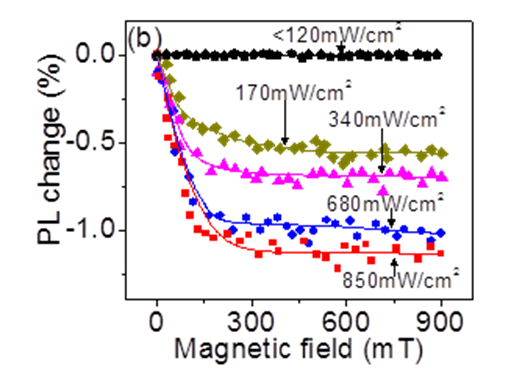 (b)
<120mW/cm²
0.0
170mW/cm²
340mW/cm²
-0.5
680mW/cm²
-1.0
850mW/cm²
PL change (%)
0 300 600 900
Magnetic field (mT)